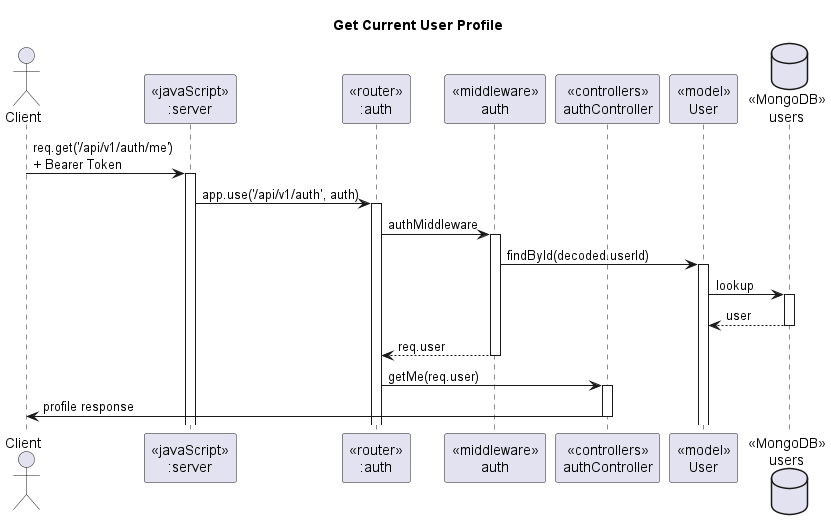 Get Current User Profile
Client
«javaScript»
:server
«router»
:auth
«middleware»
auth
«controllers»
authController
«model»
User
«MongoDB»
users
req.get('/api/v1/auth/me')
+ Bearer Token
app.use('/api/v1/auth', auth)
authMiddleware
findById(decoded.userId)
lookup
user
req.user
getMe(req.user)
profile response
Client
«javaScript»
:server
«router»
:auth
«middleware»
auth
«controllers»
authController
«model»
User
«MongoDB»
users